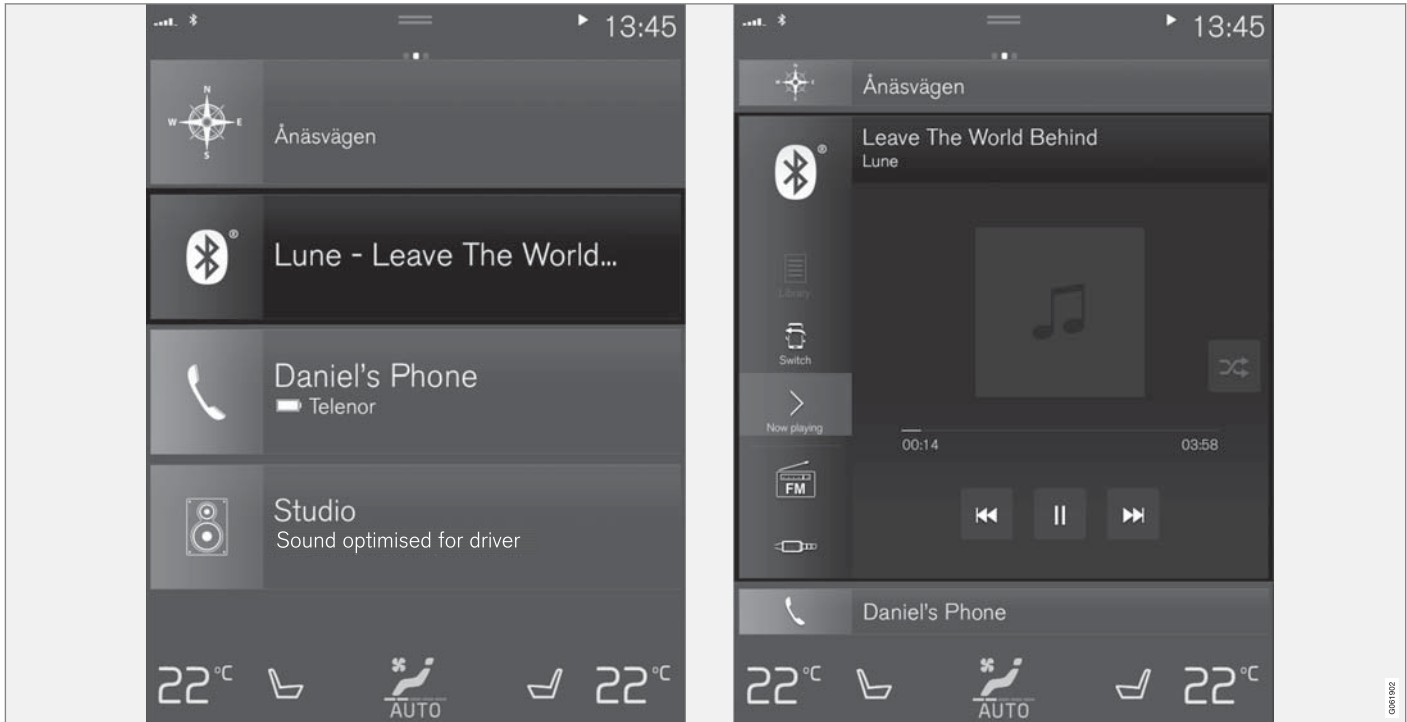 13:45
N
W E
S
Ånäsvägen
®
Lune - Leave The World...
Daniel's Phone
Telenor
Studio
Sound optimised for driver
22°C
AUTO
22°C
13:45
Ånäsvägen
®
Leave The World Behind
Lune
Library
Switch
Now playing
00:14
03:58
FM
Daniel's Phone
22°C
AUTO
22°C
G061902